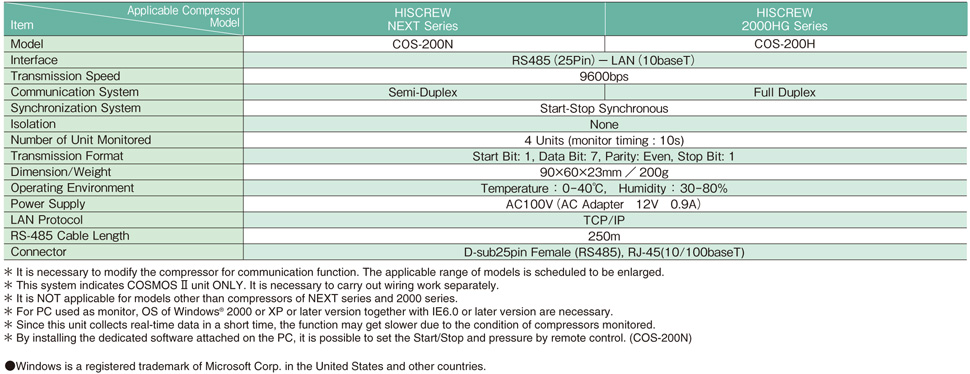 Applicable Compressor Model
Item
HISCREW NEXT Series
HISCREW 2000HG Series
Model COS-200N COS-200H
Interface RS485 (25Pin) － LAN (10baseT)
Transmission Speed 9600bps
Communication System Semi-Duplex Full Duplex
Synchronization System Start-Stop Synchronous
Isolation None
Number of Unit Monitored 4 Units (monitor timing : 10s)
Transmission Format Start Bit: 1, Data Bit: 7, Parity: Even, Stop Bit: 1
Dimension/Weight 90×60×23mm ／ 200g
Operating Environment Temperature : 0-40℃, Humidity : 30-80%
Power Supply AC100V (AC Adapter 12V 0.9A)
LAN Protocol TCP/IP
RS-485 Cable Length 250m
Connector D-sub25pin Female (RS485), RJ-45(10/100baseT)
＊ It is necessary to modify the compressor for communication function. The applicable range of models is scheduled to be enlarged.
＊ This system indicates COSMOS Ⅱ unit ONLY. It is necessary to carry out wiring work separately.
＊ It is NOT applicable for models other than compressors of NEXT series and 2000 series.
＊ For PC used as monitor, OS of Windows® 2000 or XP or later version together with IE6.0 or later version are necessary.
＊ Since this unit collects real-time data in a short time, the function may get slower due to the condition of compressors monitored.
＊ By installing the dedicated software attached on the PC, it is possible to set the Start/Stop and pressure by remote control. (COS-200N)
●Windows is a registered trademark of Microsoft Corp. in the United States and other countries.